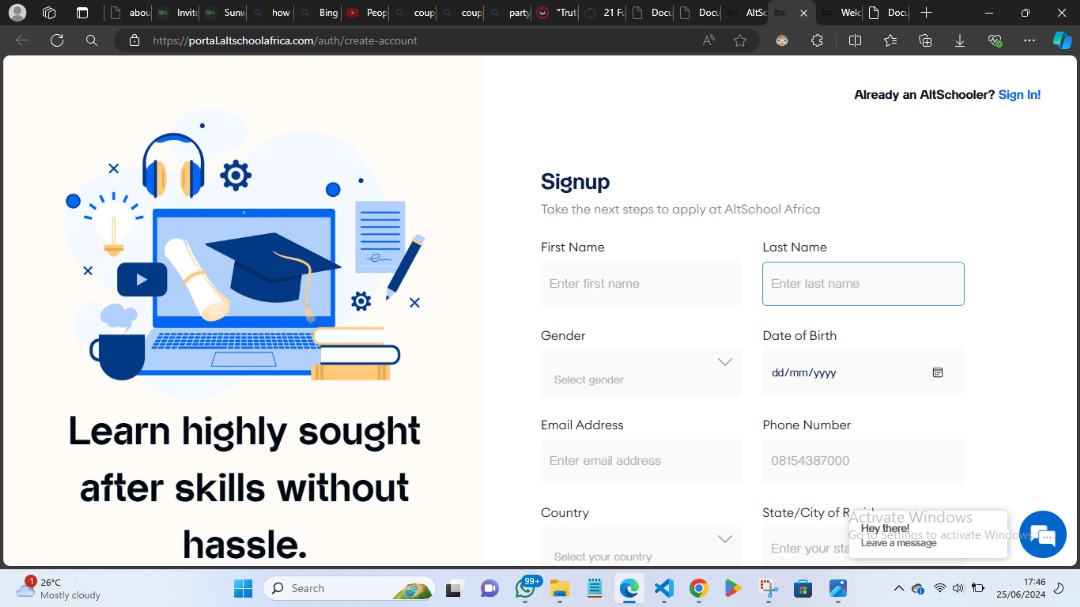 abou
Invit
Sunv
how
Bing
Peop
coup
coup
party
"Trut
21 Fu
Docu
Docu
AltSc
Welc
Docu
https://portal.altschoolafrica.com/auth/create-account
Already an AltSchooler? Sign In!
Signup
Take the next steps to apply at AltSchool Africa
First Name
Last Name
Enter first name
Enter last name
Gender
Date of Birth
Select gender
dd/mm/yyyy
Email Address
Phone Number
Enter email address
08154387000
Country
State/City of
Select your country
Enter your sta
Learn highly sought
after skills without
hassle.
Activate Windows
Go to Settings to activate Windows.
Hey there!
Leave a message
1
26°C
Mostly cloudy
Search
99+
17:46
25/06/2024